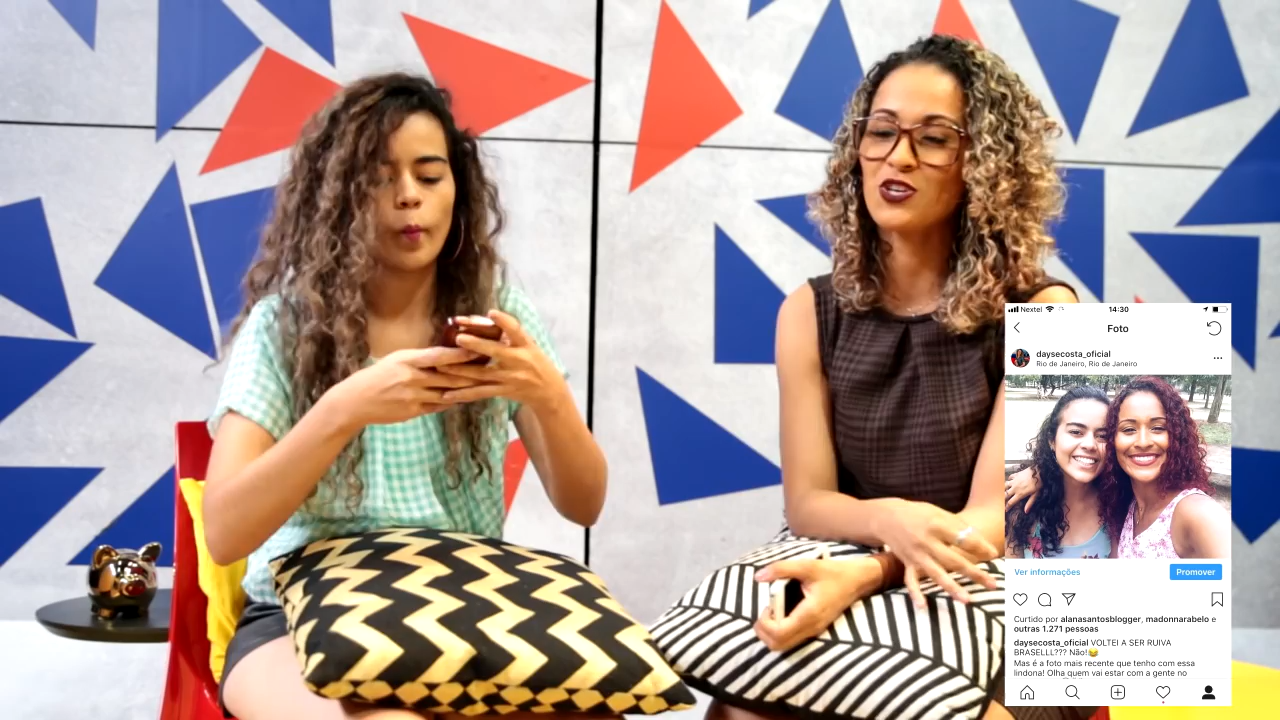 Nextel 14:30
Foto
daysecosta_oficial
Rio de Janeiro, Rio de Janeiro
Ver informações Promover
Curtido por alanasantosblogger, madonnarabelo e
outras 1.271 pessoas
daysecosta_oficial VOLTEI A SER RUIVA
BRASELLL??? Não!😂
Mas é a foto mais recente que tenho com essa
lindona! Olha quem vai estar com a gente no